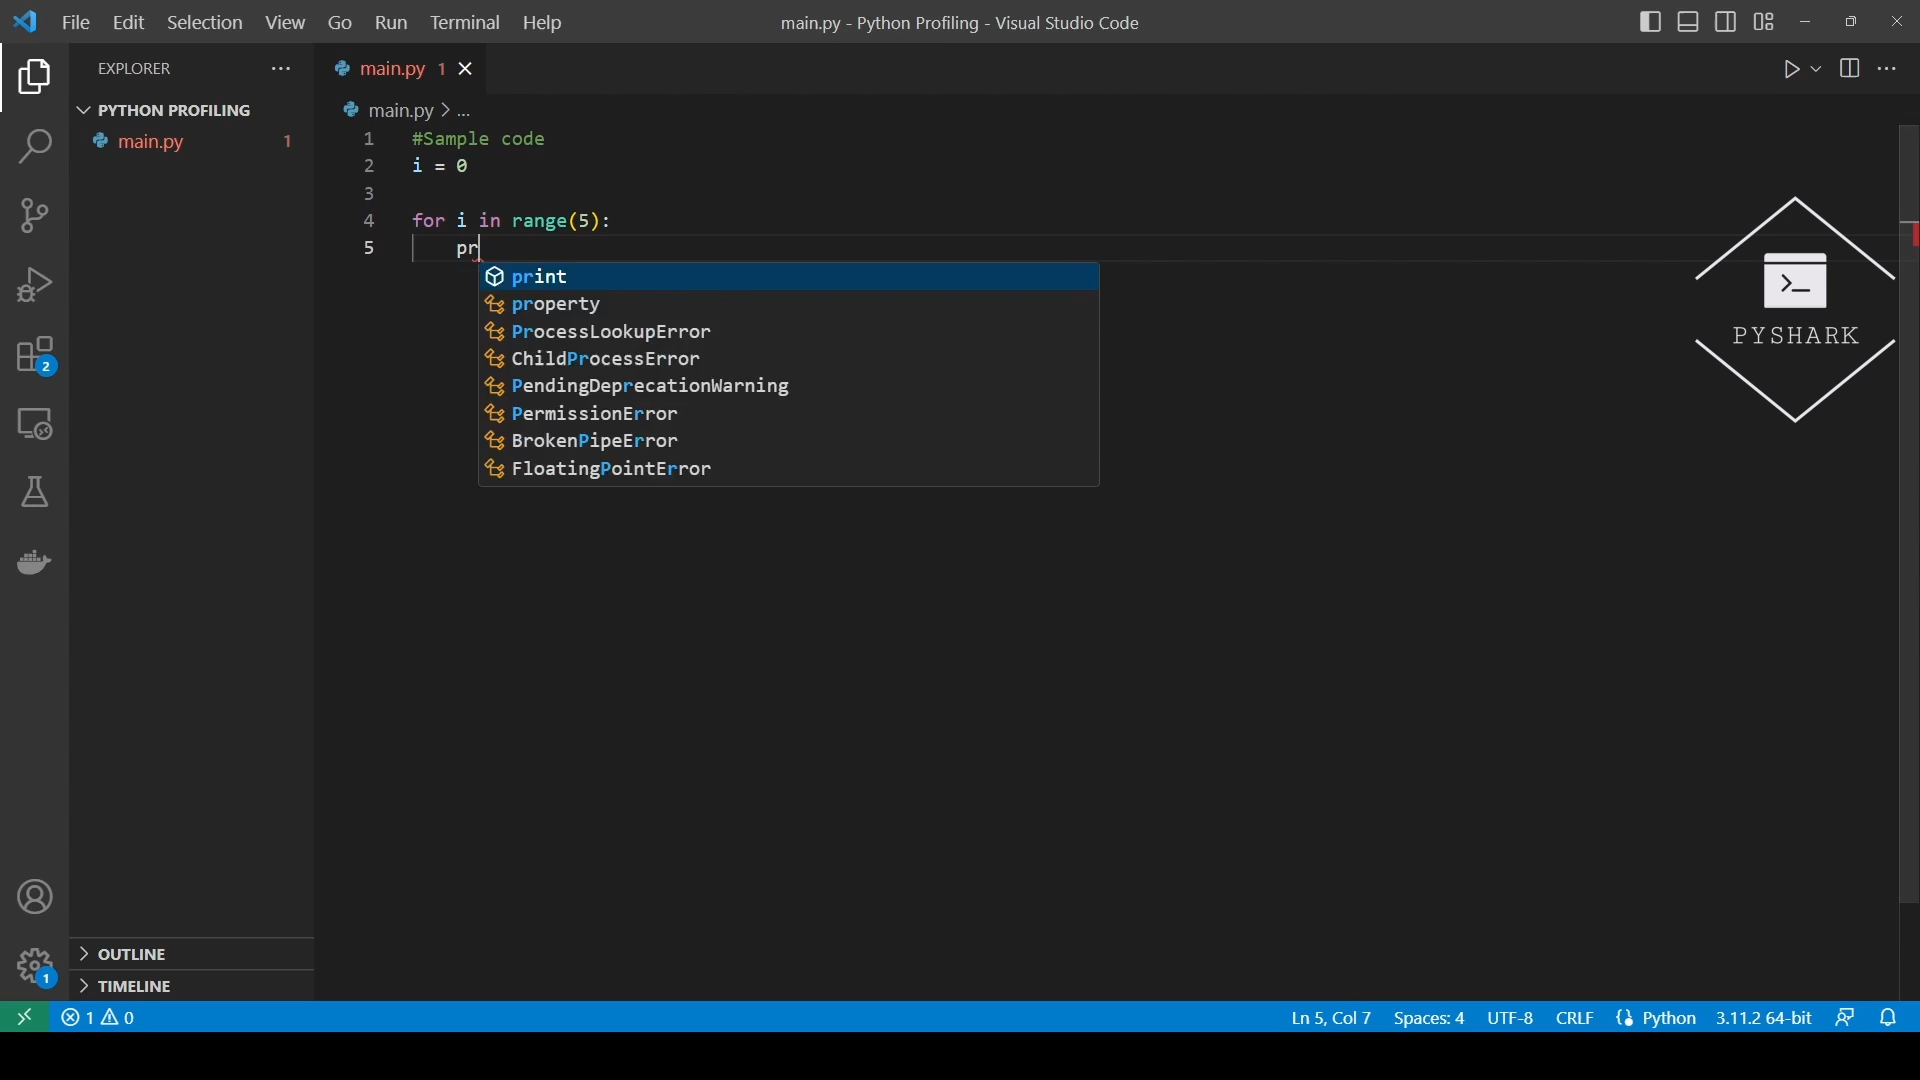 File Edit Selection View Go Run Terminal Help main.py - Python Profiling - Visual Studio Code
EXPLORER ... main.py 1
PYTHON PROFILING main.py > ...
main.py 1
1 #Sample code
2 i = 0
3
4 for i in range(5):
5 pr
print
property
ProcessLookupError
ChildProcessError
PendingDeprecationWarning
PermissionError
BrokenPipeError
FloatingPointError
PYSHARK
2
OUTLINE
1
TIMELINE
1 0 Ln 5, Col 7 Spaces: 4 UTF-8 CRLF Python 3.11.2 64-bit